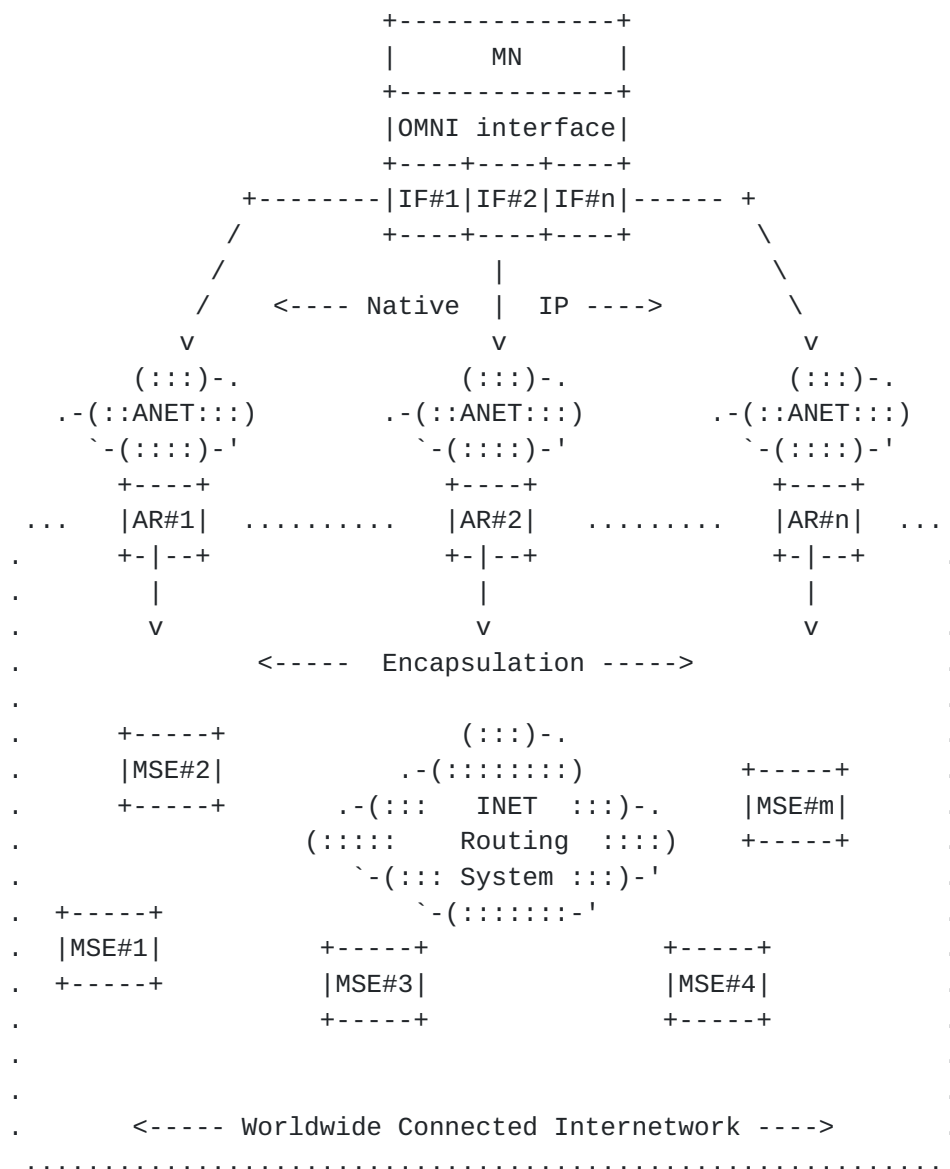 +--------------+
|      MN      |
+--------------+
|OMNI interface|
+----+----+----+
+--------|IF#1|IF#2|IF#n|------ +
/         +----+----+----+        \
/                 |                 \
/    <---- Native  |  IP ---->        \
v                   v                   v
(:::)-.              (:::)-.              (:::)-.
.-(::ANET:::)        .-(::ANET:::)        .-(::ANET:::)
`-(::::)-'           `-(::::)-'           `-(::::)-'
+----+               +----+               +----+
...   |AR#1|  ..........   |AR#2|   .........   |AR#n|  ...
.      +-|--+               +-|--+               +-|--+     .
.        |                    |                    |
.        v                    v                    v        .
.               <-----  Encapsulation ----->                .
.                                                           .
.      +-----+               (:::)-.                        .
.      |MSE#2|           .-(::::::::)          +-----+      .
.      +-----+       .-(:::   INET  :::)-.     |MSE#m|      .
.                  (:::::    Routing  ::::)    +-----+      .
.                     `-(::: System :::)-'                  .
.  +-----+                `-(:::::::-'                      .
.  |MSE#1|          +-----+               +-----+           .
.  +-----+          |MSE#3|               |MSE#4|           .
.                   +-----+               +-----+           .
.                                                           .
.                                                           .
.       <----- Worldwide Connected Internetwork ---->       .
...........................................................